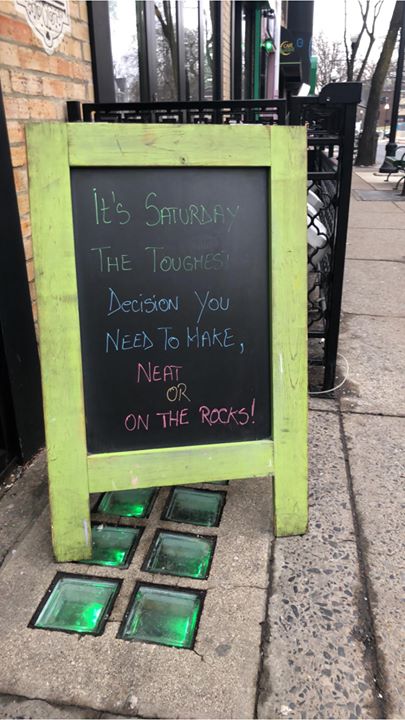 It's SATURDAY
THE TOUGHEST
Decision You
NEED TO MAKE,
NEAT
OR
ON THE ROCKS!